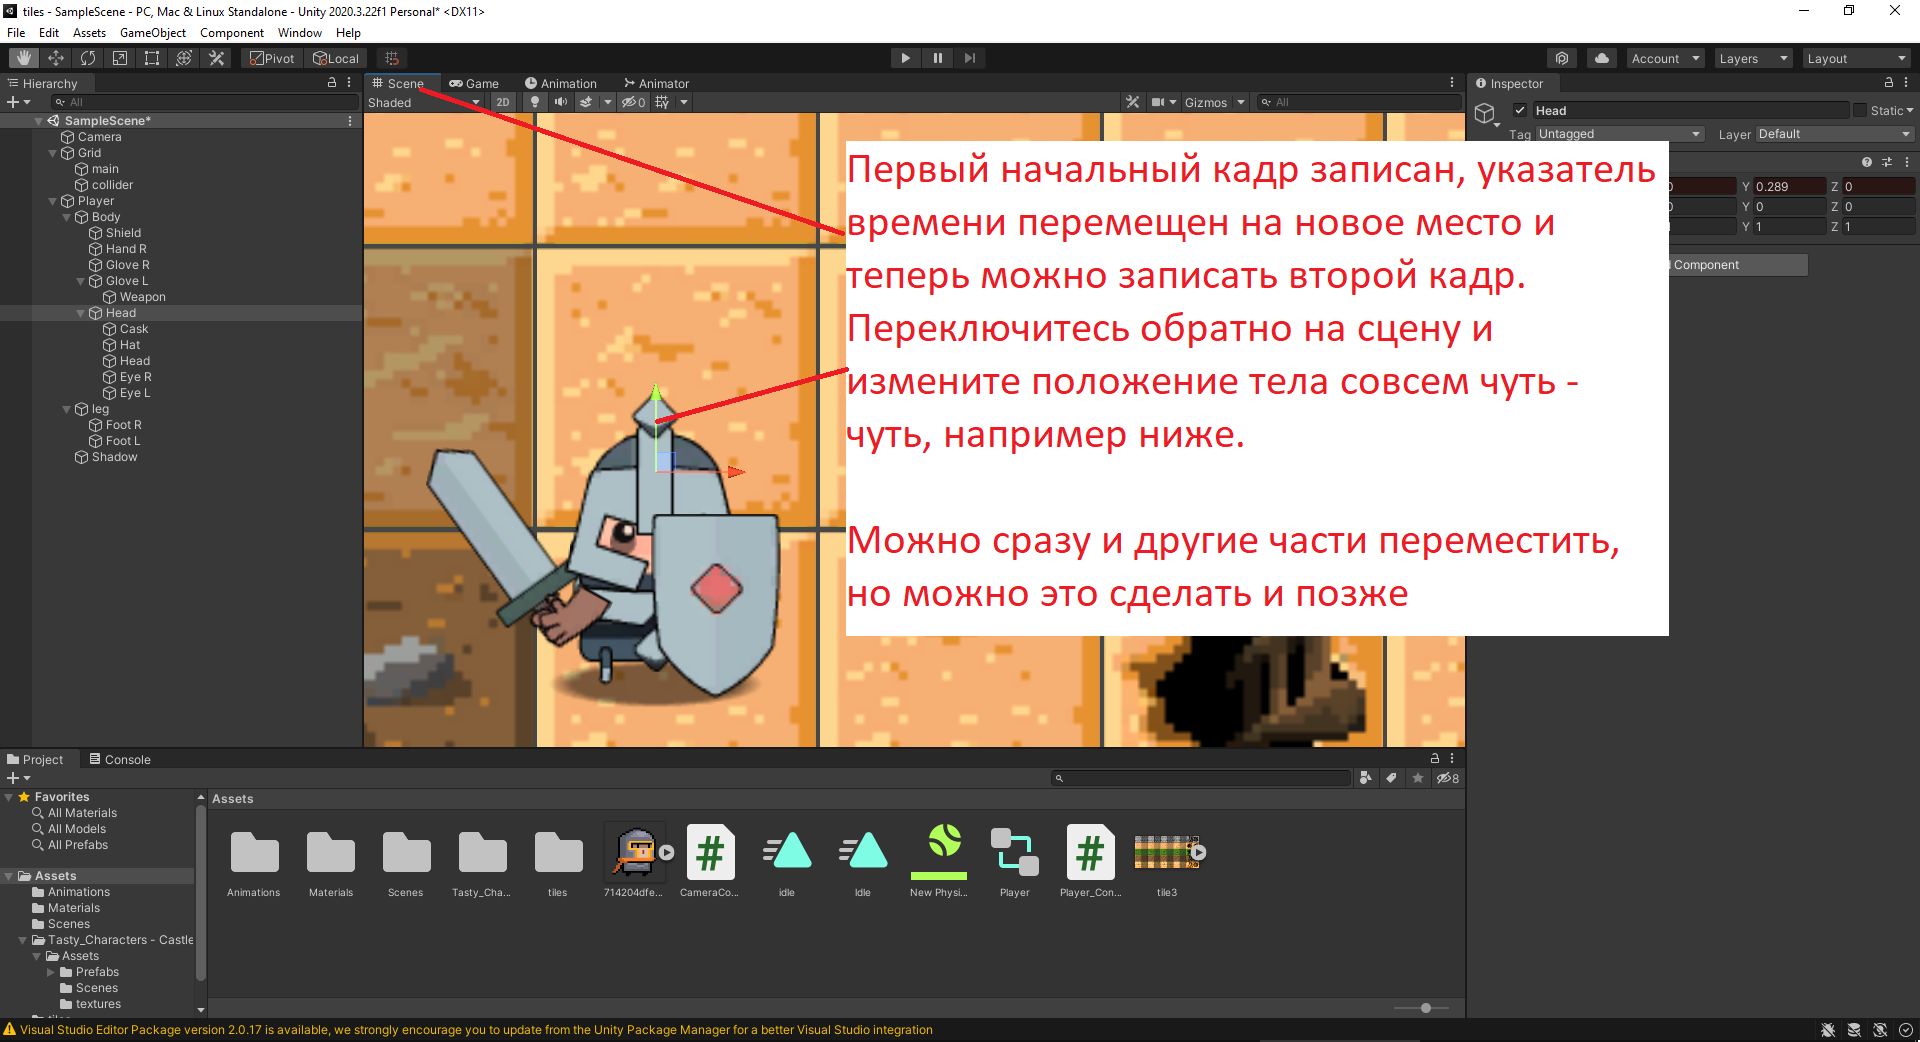 tiles - SampleScene - PC, Mac & Linux Standalone - Unity 2020.3.22f1 Personal* <DX11>
File Edit Assets GameObject Component Window Help
Pivot Local Account Layers Layout
Hierarchy
All
SampleScene*
Camera
Grid
main
collider
Player
Body
Shield
Hand R
Glove R
Glove L
Weapon
Head
Cask
Hat
Head
Eye R
Eye L
leg
Foot R
Foot L
Shadow
Scene Game Animation Animator
Shaded 2D 0 Gizmos All
Первый начальный кадр записан, указатель
времени перемещен на новое место и
теперь можно записать второй кадр.
Переключитесь обратно на сцену и
измените положение тела совсем чуть -
чуть, например ниже.
Можно сразу и другие части переместить,
но можно это сделать и позже
Inspector
Head Static
Tag Untagged Layer Default
Y 0.289 Z 0
Y 0 Z 0
Y 1 Z 1
Component
Project Console
8
Favorites
All Materials
All Models
All Prefabs
Assets
Animations
Materials
Scenes
Tasty_Characters - Castle
Assets
Prefabs
Scenes
textures
Assets
Animations Materials Scenes Tasty_Cha... tiles 714204dfe... CameraCo... idle Idle New Physi... Player Player_Con... tile3
Visual Studio Editor Package version 2.0.17 is available, we strongly encourage you to update from the Unity Package Manager for a better Visual Studio integration